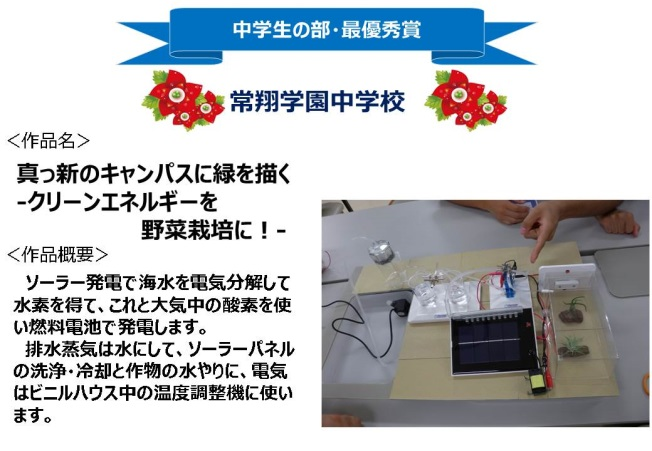 中学生の部・最優秀賞
常翔学園中学校
＜作品名＞
真っ新のキャンパスに緑を描く
-クリーンエネルギーを
野菜栽培に！-
＜作品概要＞
ソーラー発電で海水を電気分解して
水素を得て、これと大気中の酸素を使
い燃料電池で発電します。
排水蒸気は水にして、ソーラーパネル
の洗浄・冷却と作物の水やりに、電気
はビニルハウス中の温度調整機に使い
ます。